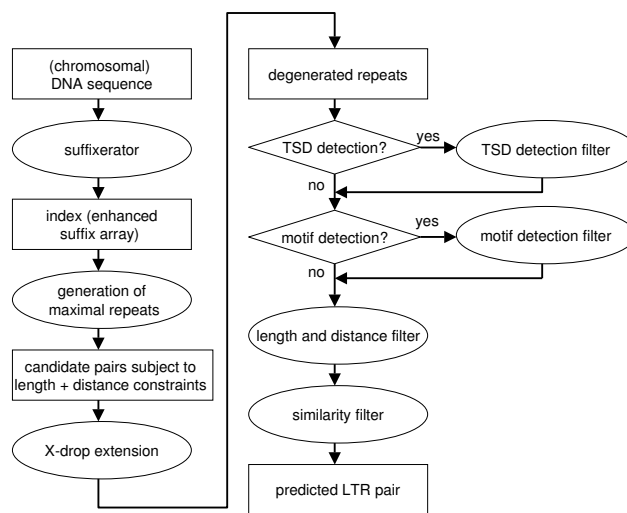 (chromosomal)
DNA sequence
suffixerator
index (enhanced
suffix array)
generation of
maximal repeats
candidate pairs subject to
length + distance constraints
X-drop extension
degenerated repeats
TSD detection?
yes
TSD detection filter
no
motif detection?
yes
motif detection filter
no
length and distance filter
similarity filter
predicted LTR pair